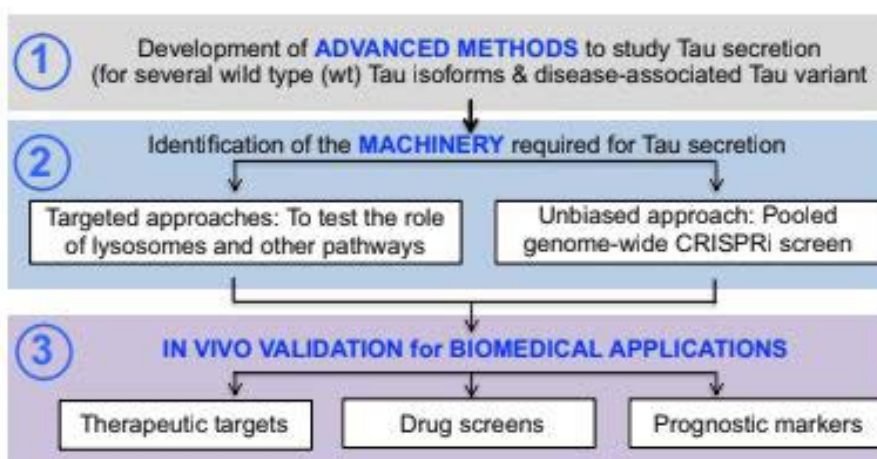 1
Development of ADVANCED METHODS to study Tau secretion
(for several wild type (wt) Tau isoforms & disease-associated Tau variant
2
Identification of the MACHINERY required for Tau secretion
Targeted approaches: To test the role
of lysosomes and other pathways
Unbiased approach: Pooled
genome-wide CRISPRi screen
3
IN VIVO VALIDATION for BIOMEDICAL APPLICATIONS
Therapeutic targets
Drug screens
Prognostic markers